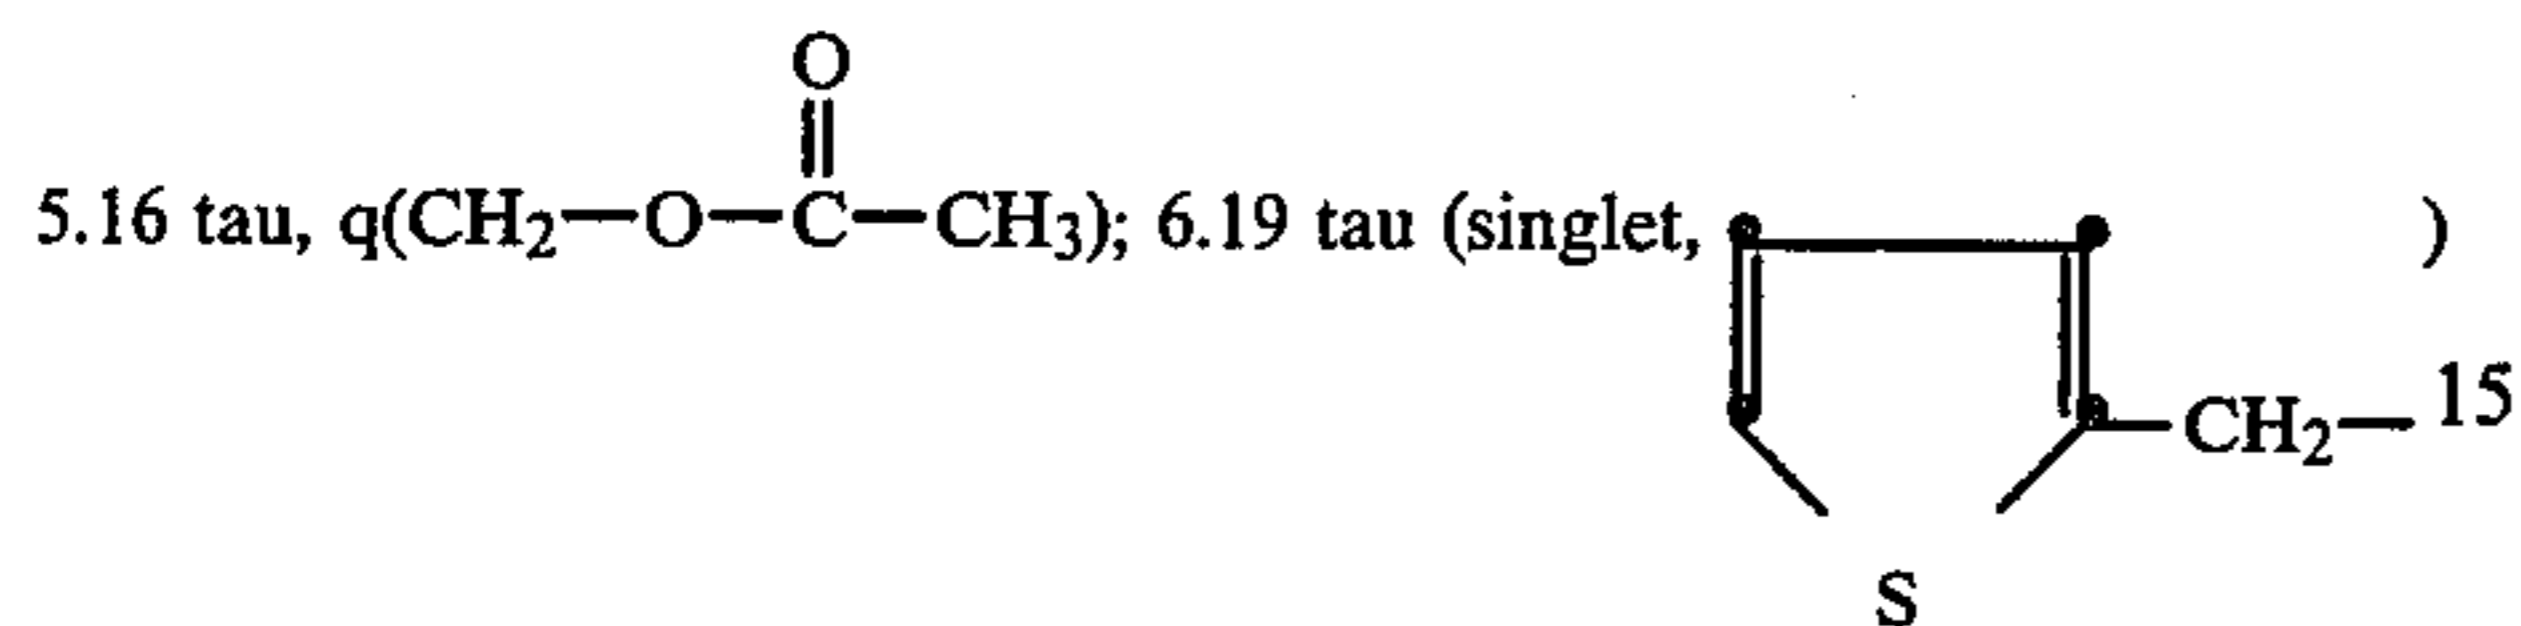 O
5.16 tau, q(CH2—O—C—CH3); 6.19 tau (singlet, )
CH2— 15
S